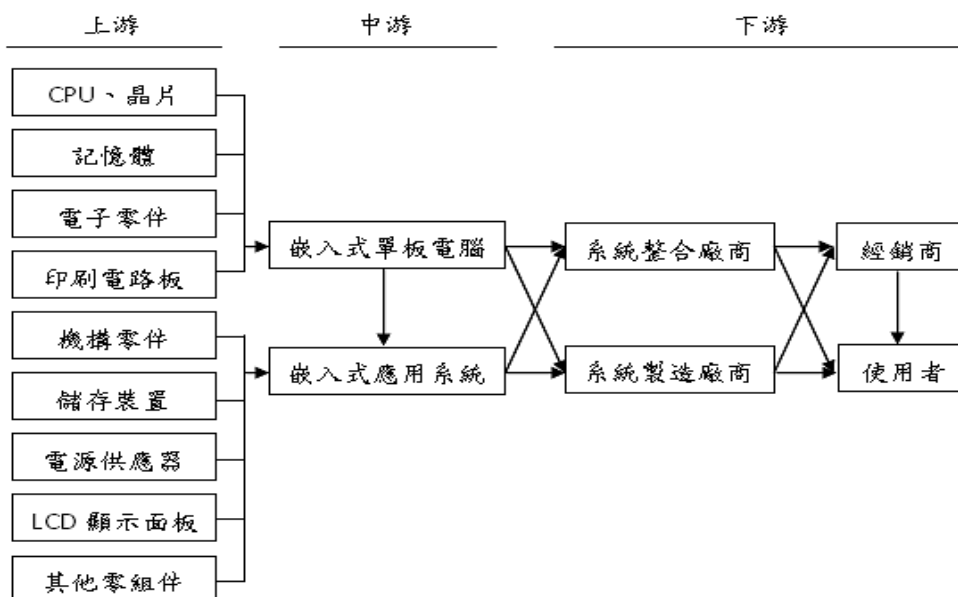 上游
中游
下游
CPU、晶片
記憶體
電子零件
印刷電路板
機構零件
儲存裝置
電源供應器
LCD 顯示面板
其他零組件
嵌入式單板電腦
嵌入式應用系統
系統整合廠商
系統製造廠商
經銷商
使用者